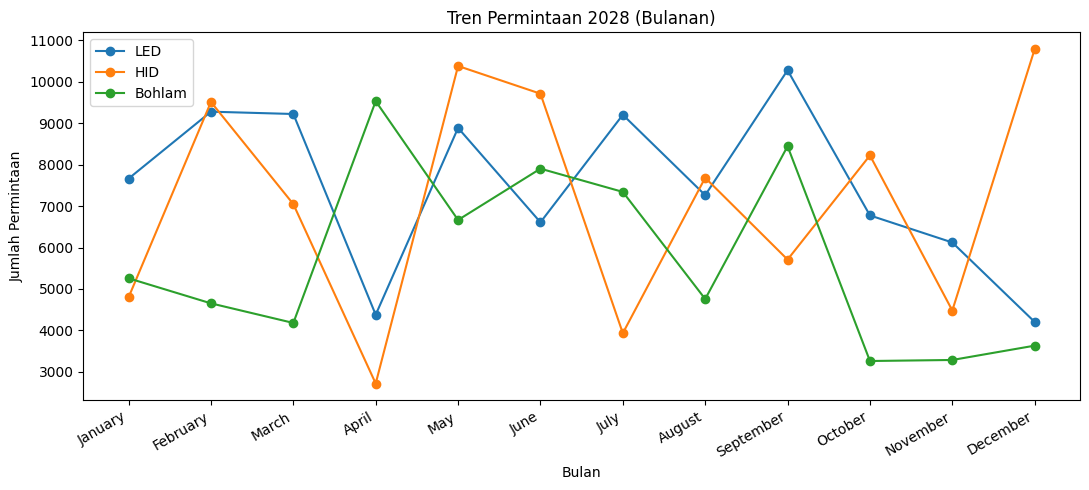 Tren Permintaan 2028 (Bulanan)
LED
HID
Bohlam
Jumlah Permintaan
11000
10000
9000
8000
7000
6000
5000
4000
3000
January
February
March
April
May
June
July
August
September
October
November
December
Bulan